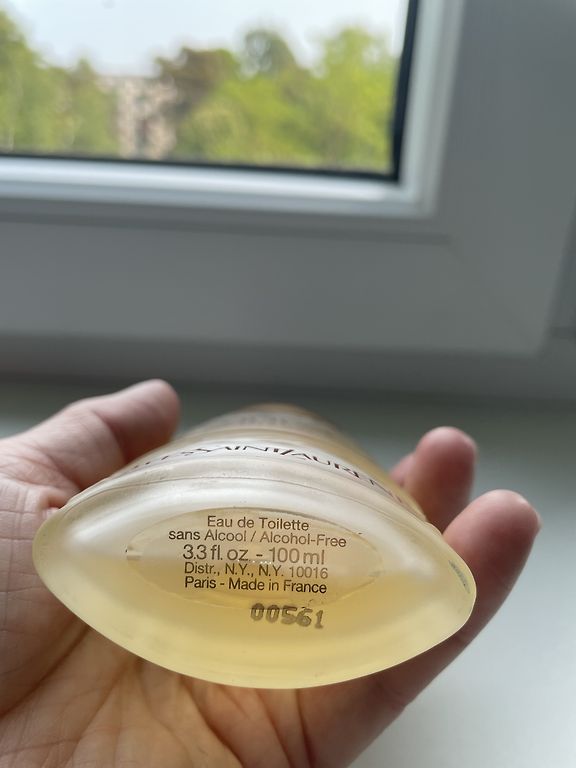 SAINTLAURENT
Eau de Toilette
sans Alcool / Alcohol-Free
3.3 fl. oz. - 100 ml
Distr., N.Y., N.Y. 10016
Paris - Made in France
00561